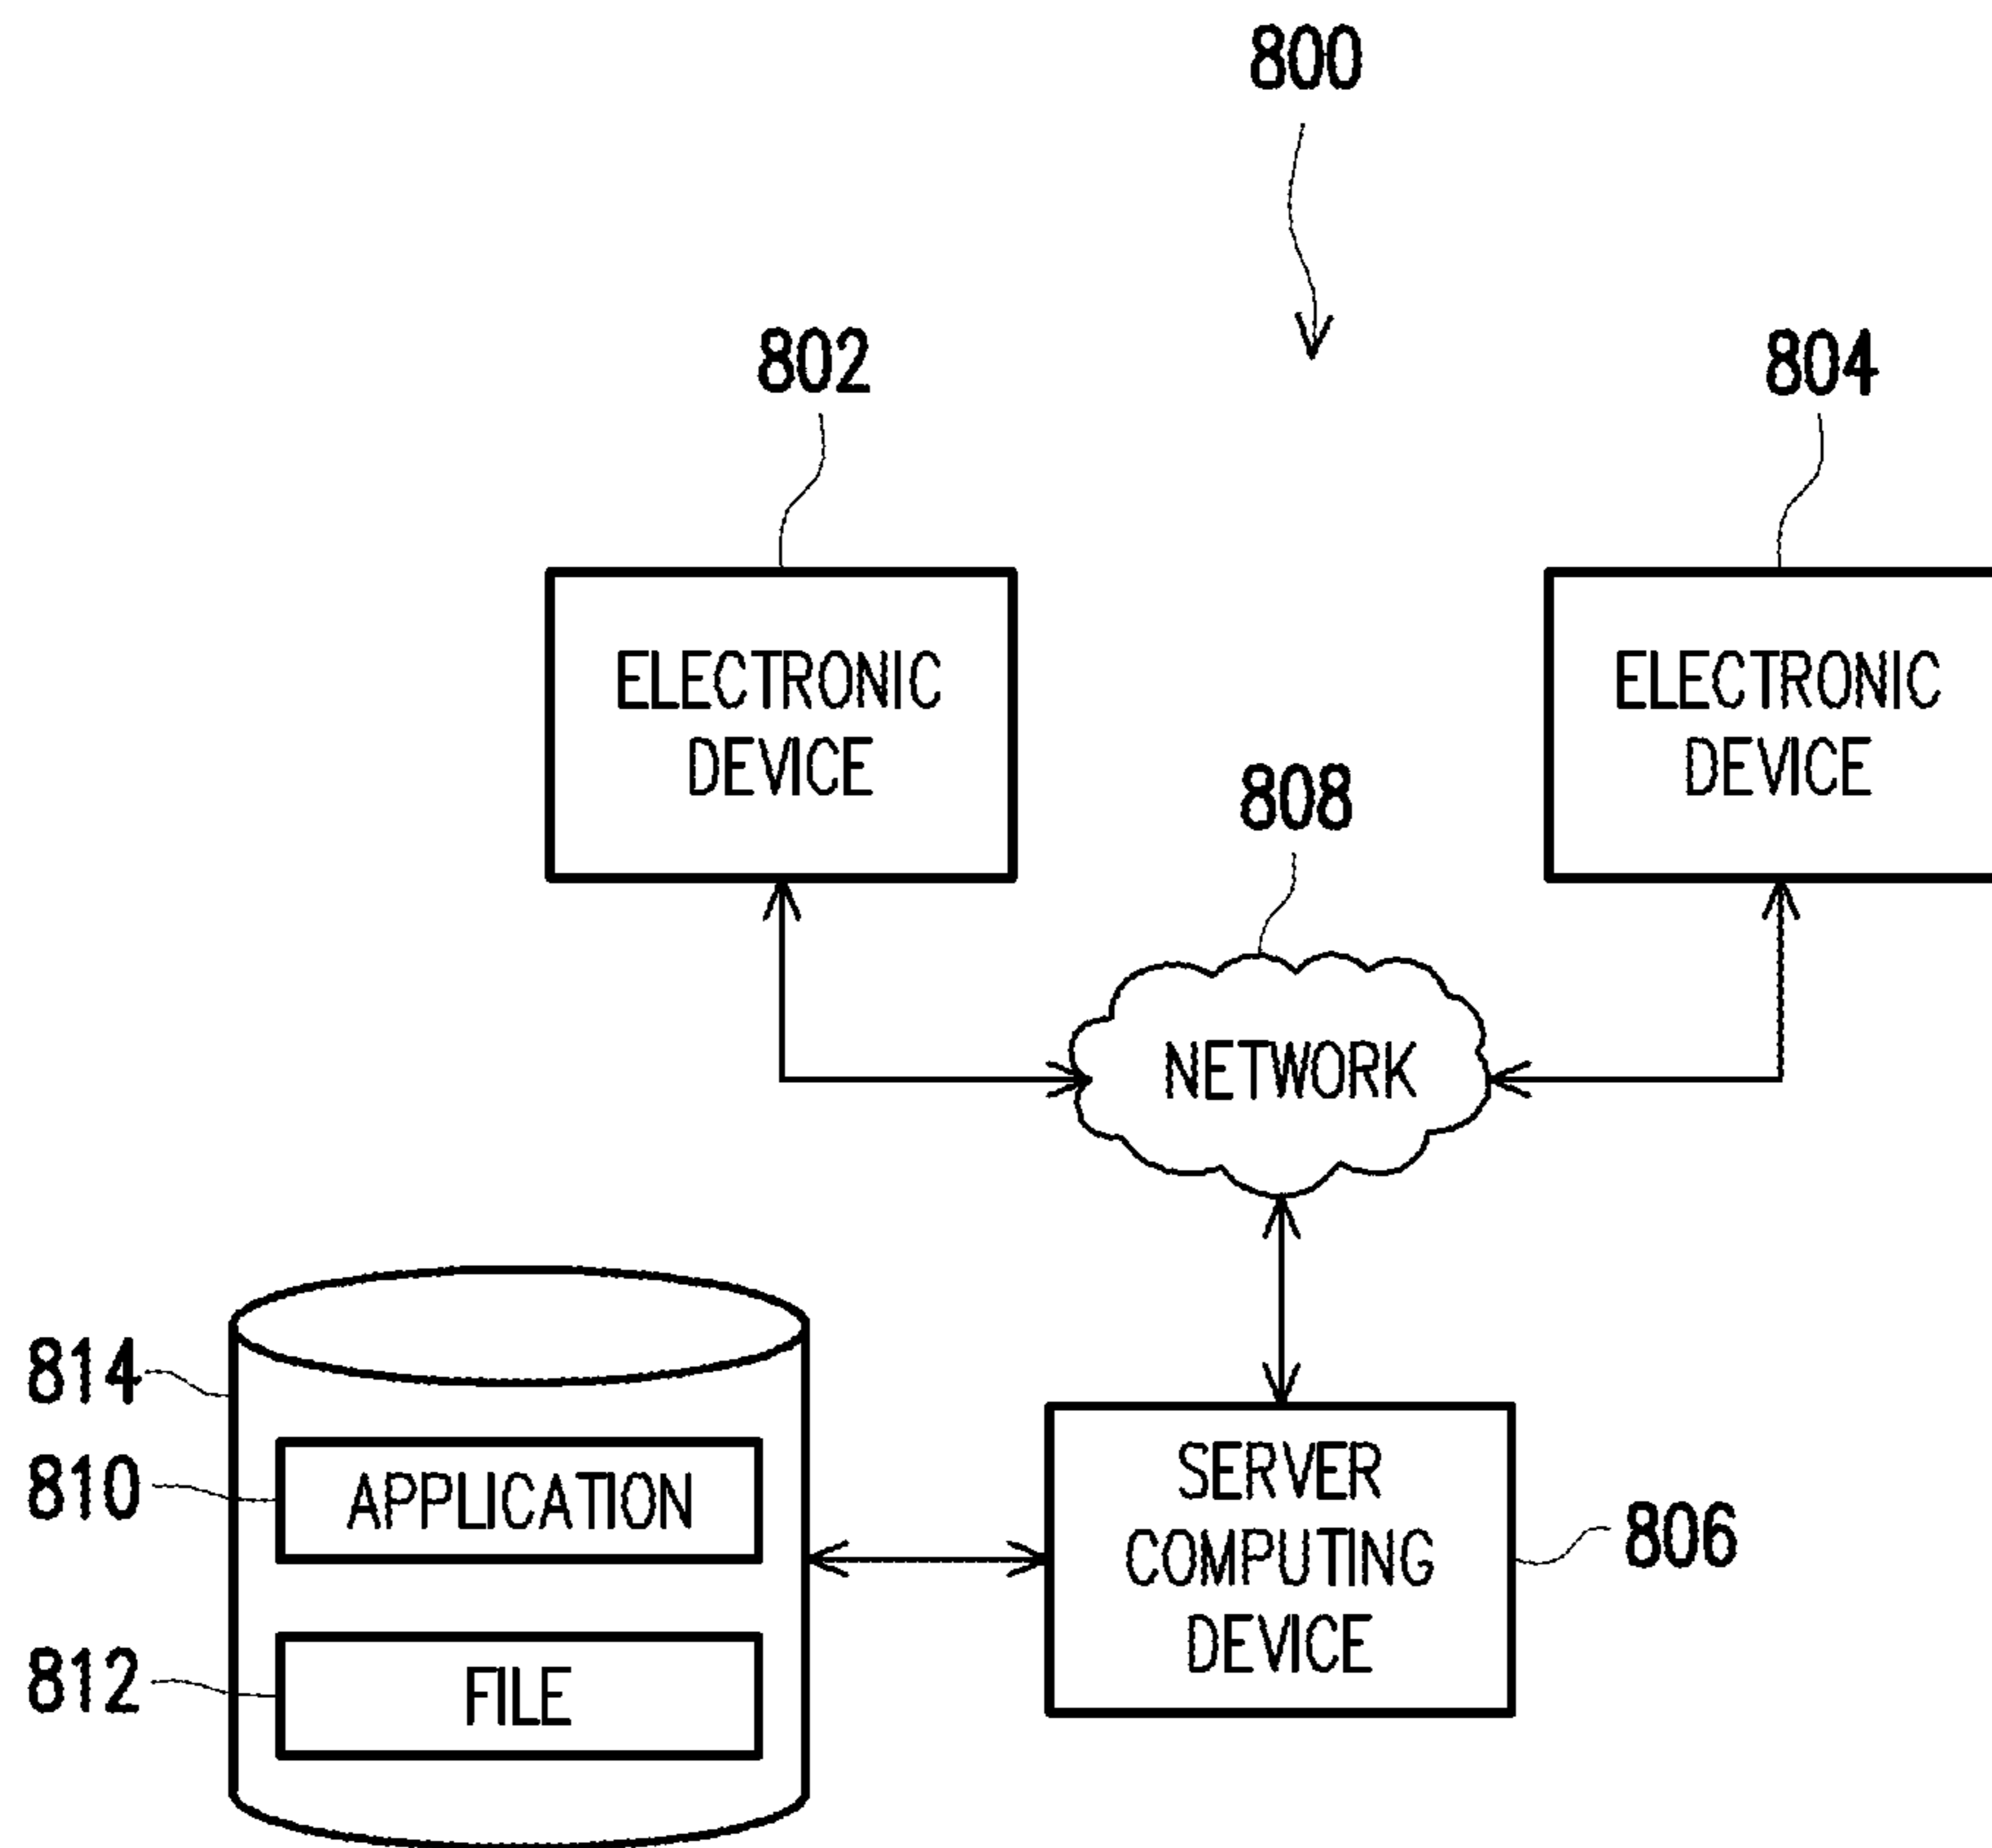 800
802
804
ELECTRONIC
DEVICE
ELECTRONIC
DEVICE
808
NETWORK
814
810
APPLICATION
812
FILE
SERVER
COMPUTING
DEVICE
806